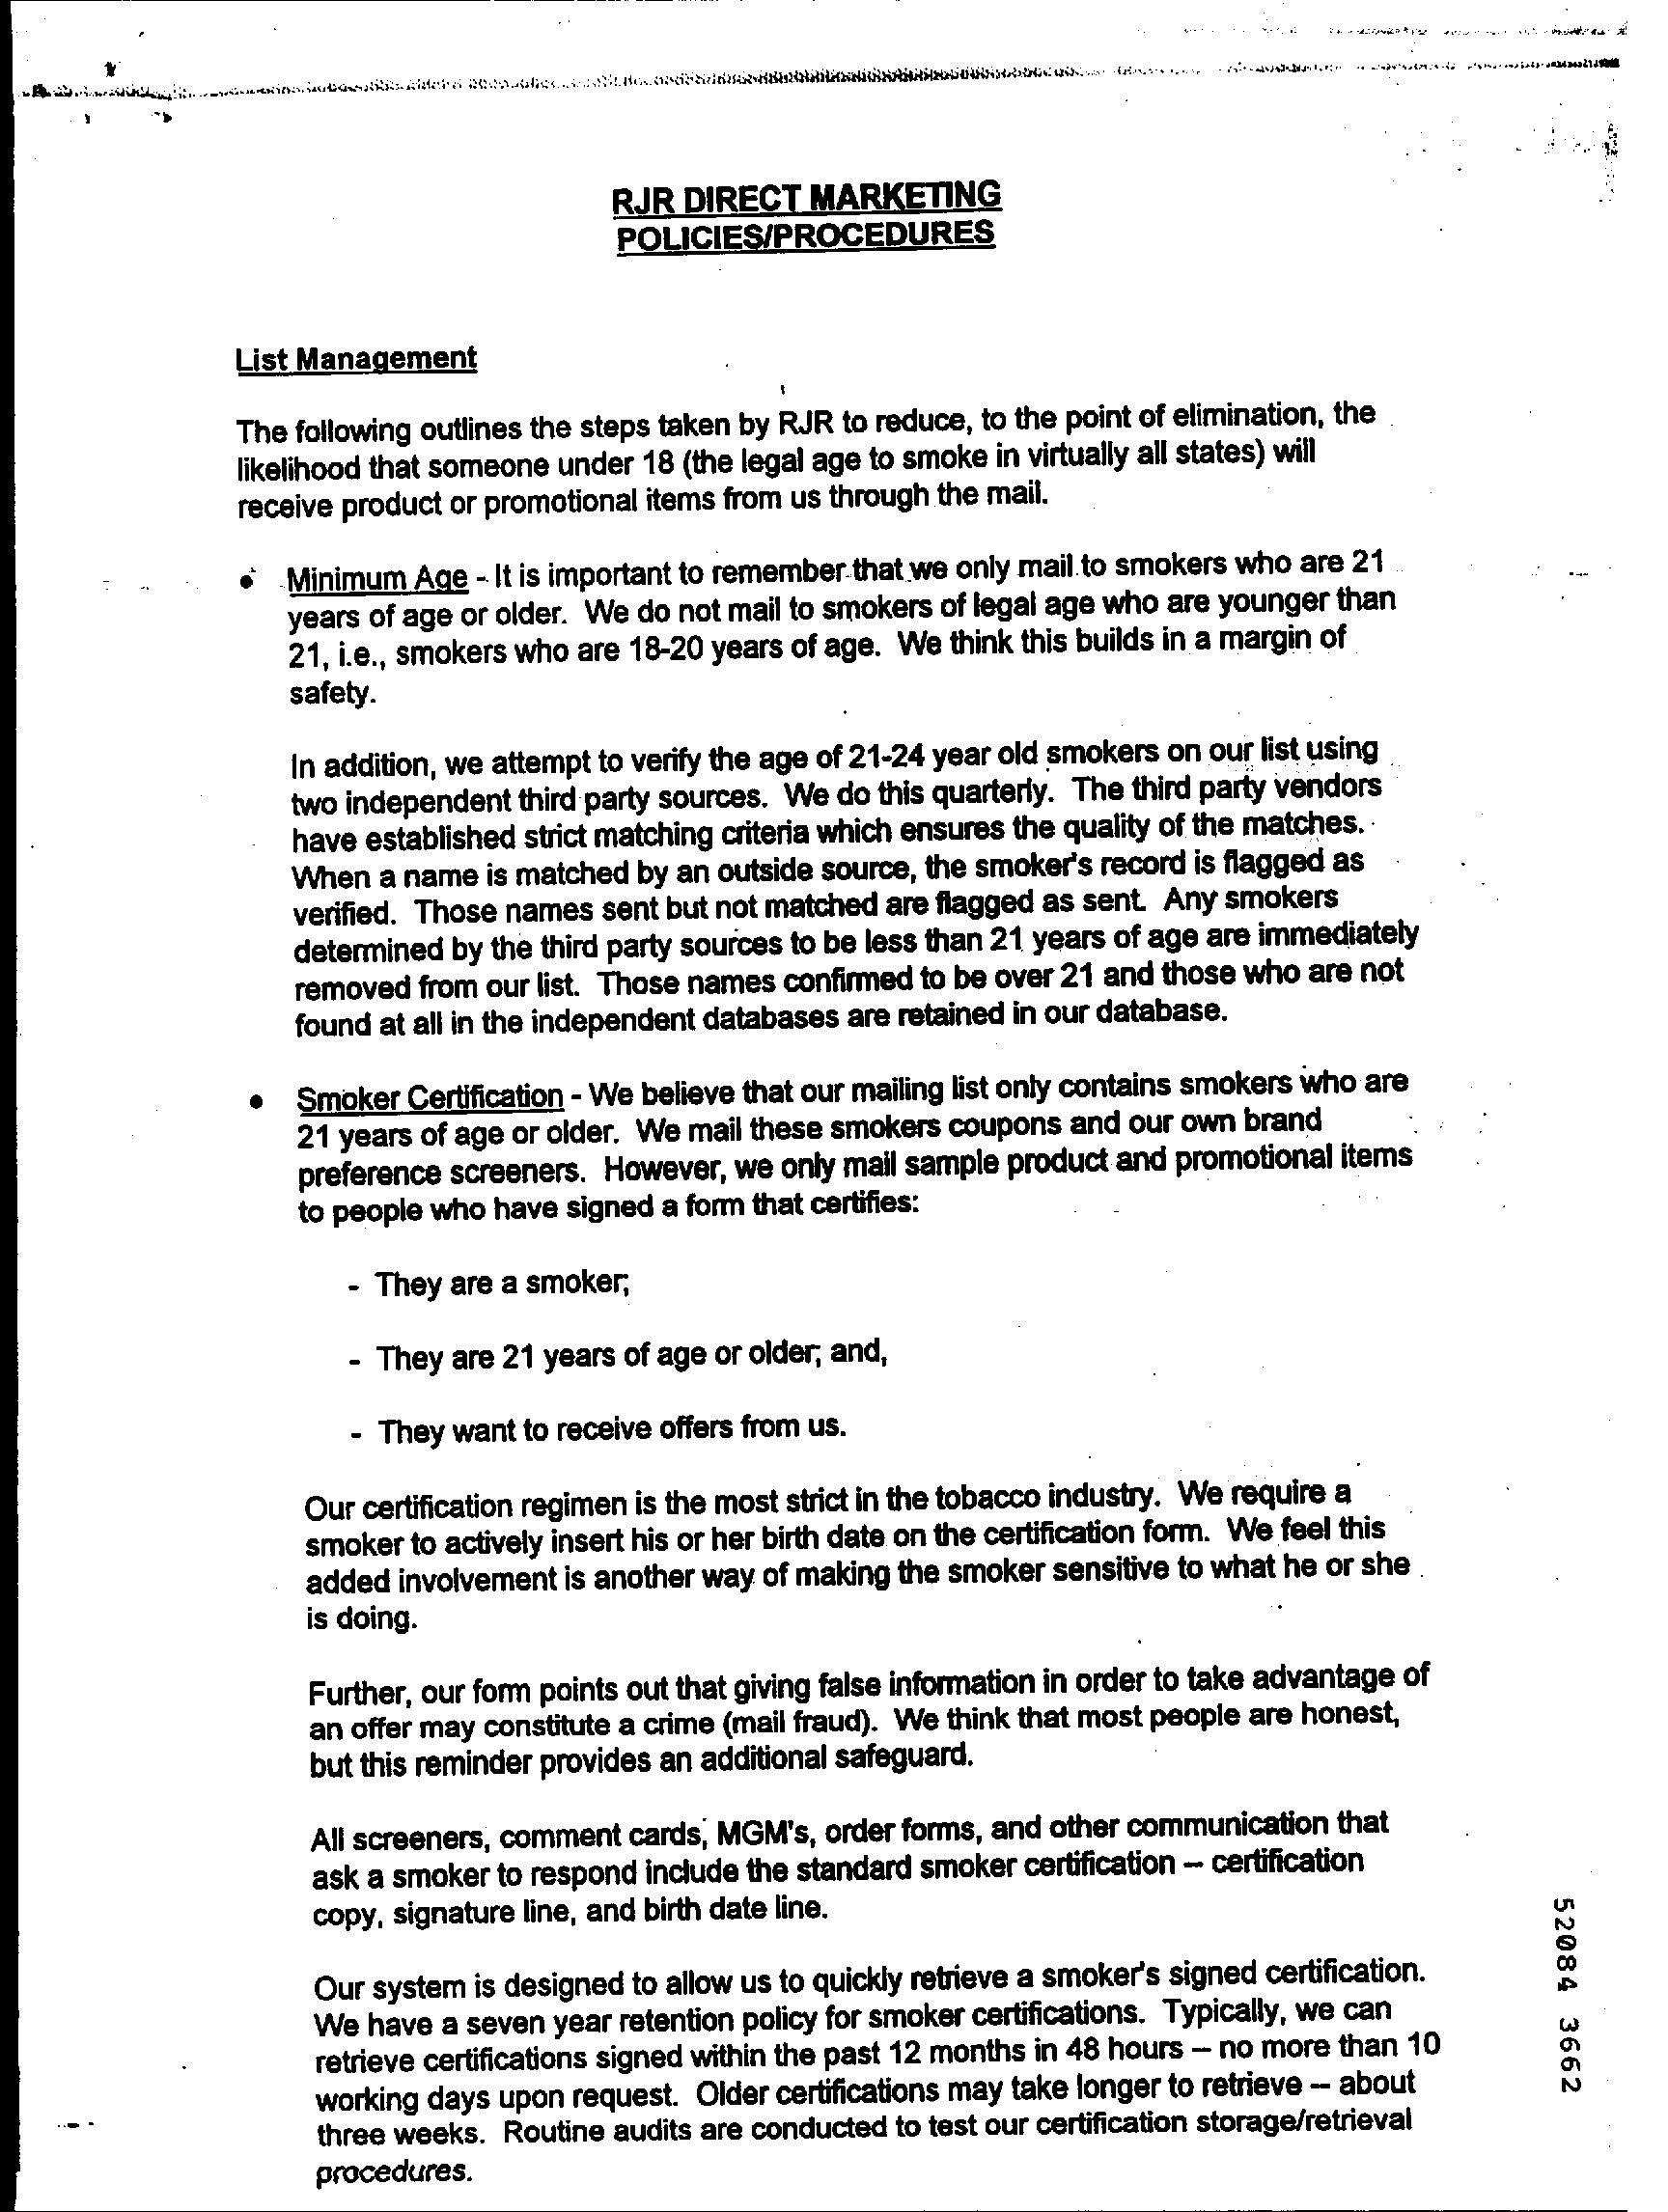 RJR DIRECT MARKETING
POLICIES/PROCEDURES
List Management
The following outlines the steps taken by RJR to reduce, to the point of elimination, the
likelihood that someone under 18 (the legal age to smoke in virtually all states) will
receive product or promotional items from us through the mail.
• Minimum Age - It is important to remember that we only mail to smokers who are 21
years of age or older. We do not mail to smokers of legal age who are younger than
21, i.e., smokers who are 18-20 years of age. We think this builds in a margin of
safety.
In addition, we attempt to verify the age of 21-24 year old smokers on our list using
two independent third party sources. We do this quarterly. The third party vendors
have established strict matching criteria which ensures the quality of the matches.
When a name is matched by an outside source, the smoker's record is flagged as
verified. Those names sent but not matched are flagged as sent. Any smokers
determined by the third party sources to be less than 21 years of age are immediately
removed from our list. Those names confirmed to be over 21 and those who are not
found at all in the independent databases are retained in our database.
• Smoker Certification - We believe that our mailing list only contains smokers who are
21 years of age or older. We mail these smokers coupons and our own brand
preference screeners. However, we only mail sample product and promotional items
to people who have signed a form that certifies:
- They are a smoker;
- They are 21 years of age or older; and,
- They want to receive offers from us.
Our certification regimen is the most strict in the tobacco industry. We require a
smoker to actively insert his or her birth date on the certification form. We feel this
added involvement is another way of making the smoker sensitive to what he or she
is doing.
Further, our form points out that giving false information in order to take advantage of
an offer may constitute a crime (mail fraud). We think that most people are honest,
but this reminder provides an additional safeguard.
All screeners, comment cards, MGM's, order forms, and other communication that
ask a smoker to respond include the standard smoker certification -- certification
copy, signature line, and birth date line.
Our system is designed to allow us to quickly retrieve a smoker's signed certification.
We have a seven year retention policy for smoker certifications. Typically, we can
retrieve certifications signed within the past 12 months in 48 hours -- no more than 10
working days upon request. Older certifications may take longer to retrieve -- about
three weeks. Routine audits are conducted to test our certification storage/retrieval
procedures.
52084 3662